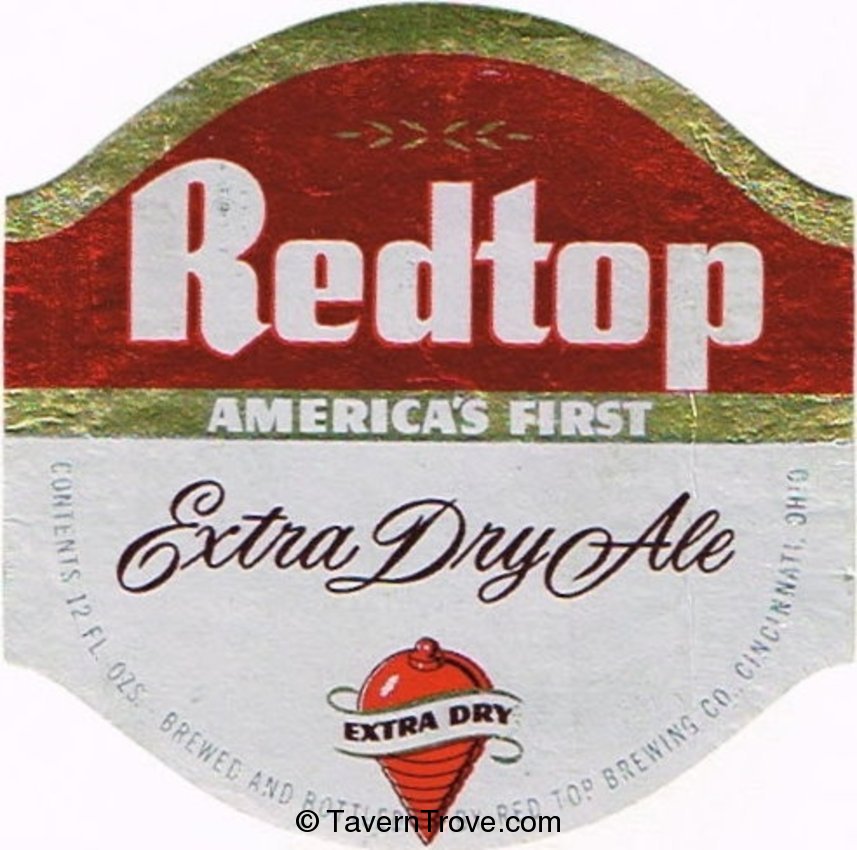 Redtop
AMERICA'S FIRST
Extra Dry Ale
EXTRA DRY
CONTENTS 12 FL. OZS. BREWED AND BOTTLED BY RED TOP BREWING CO., CINCINNATI, OHIO
© TavernTrove.com